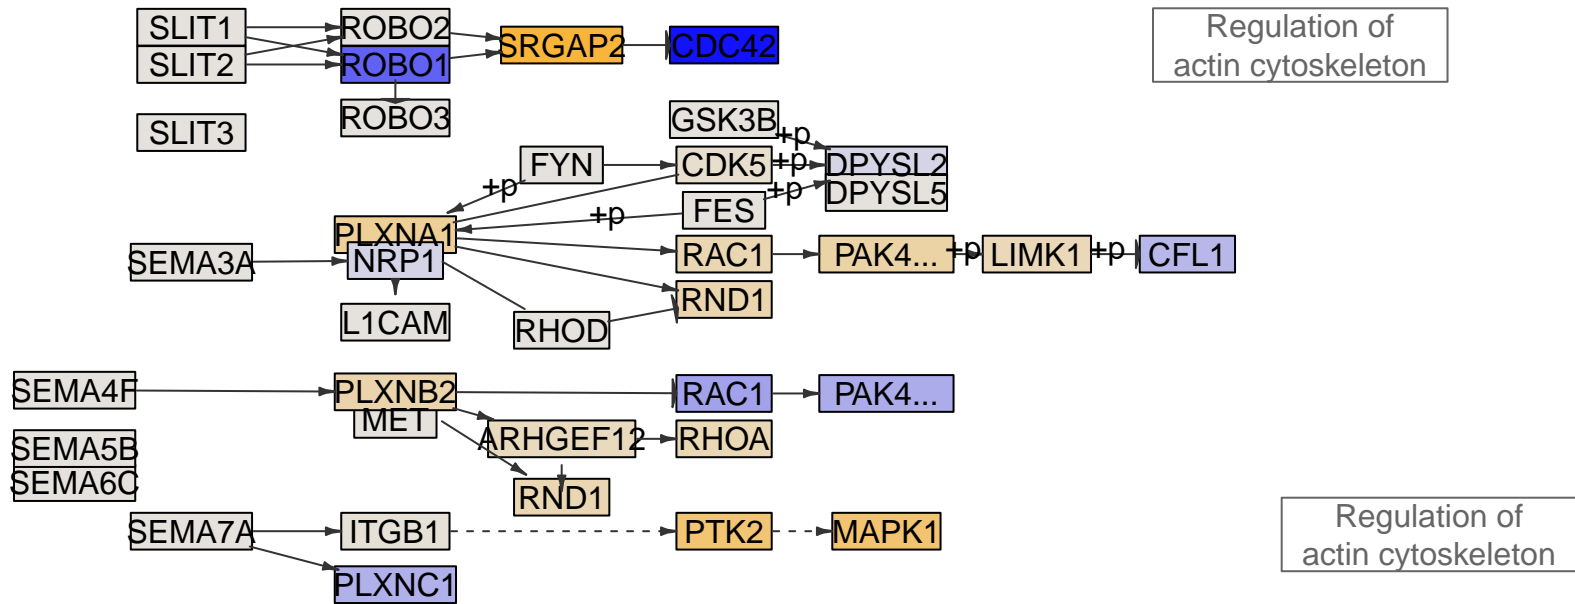 SLIT1
ROBO2
SRGAP2
CDC42
Regulation of
actin cytoskeleton
SLIT2
ROBO1
SLIT3
ROBO3
GSK3B
+p
FYN
CDK5
+p
DPYSL2
+p
FES
+p
DPYSL5
PLXNA1
+p
SEMA3A
NRP1
RAC1
PAK4...
+p
LIMK1
+p
CFL1
RND1
L1CAM
RHOD
SEMA4F
PLXNB2
RAC1
PAK4...
MET
ARHGEF12
RHOA
SEMA5B
SEMA6C
RND1
SEMA7A
ITGB1
PTK2
MAPK1
Regulation of
actin cytoskeleton
PLXNC1